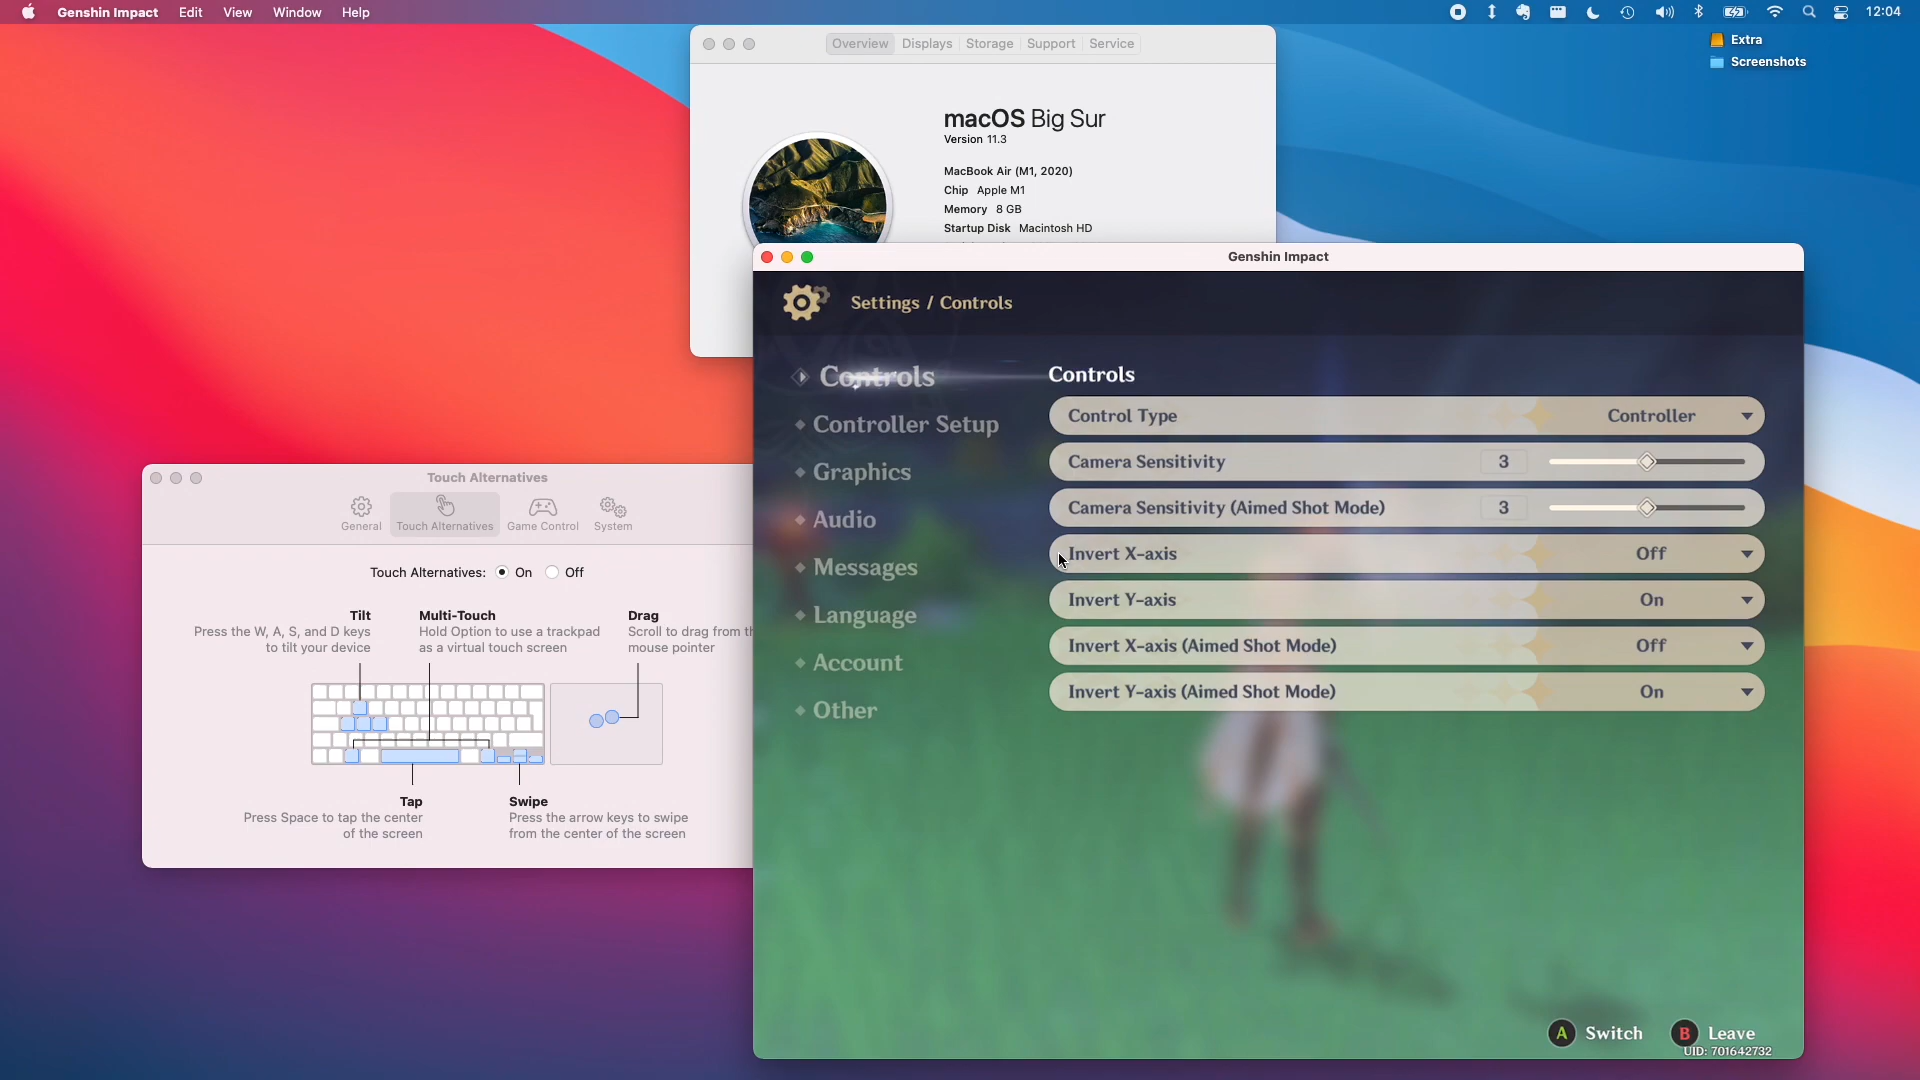 Genshin Impact Edit View Window Help 12:04
Extra
Screenshots
Overview Displays Storage Support Service
macOS Big Sur
Version 11.3
MacBook Air (M1, 2020)
Chip Apple M1
Memory 8 GB
Startup Disk Macintosh HD
Touch Alternatives
General Touch Alternatives Game Control System
Touch Alternatives: On Off
Tilt
Press the W, A, S, and D keys
to tilt your device
Multi-Touch
Hold Option to use a trackpad
as a virtual touch screen
Drag
Scroll to drag from th
mouse pointer
Tap
Press Space to tap the center
of the screen
Swipe
Press the arrow keys to swipe
from the center of the screen
Genshin Impact
Settings / Controls
Controls
Controller Setup
Graphics
Audio
Messages
Language
Account
Other
Controls
Control Type Controller
Camera Sensitivity 3
Camera Sensitivity (Aimed Shot Mode) 3
Invert X-axis Off
Invert Y-axis On
Invert X-axis (Aimed Shot Mode) Off
Invert Y-axis (Aimed Shot Mode) On
A Switch B Leave
UID: 701642732